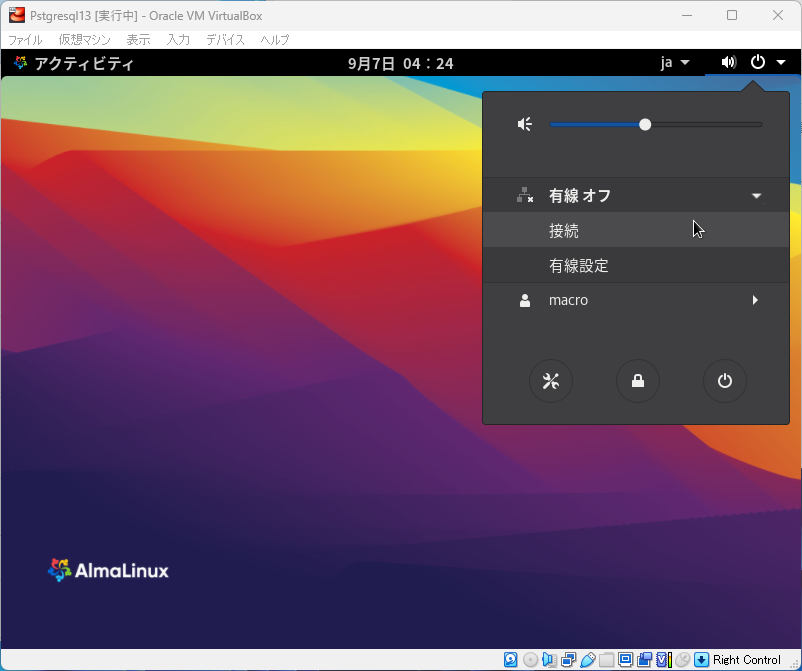 Pstgresql13 [実行中] - Oracle VM VirtualBox
ファイル 仮想マシン 表示 入力 デバイス ヘルプ
アクティビティ 9月7日 04：24 ja
有線 オフ
接続
有線設定
macro
AlmaLinux
Right Control